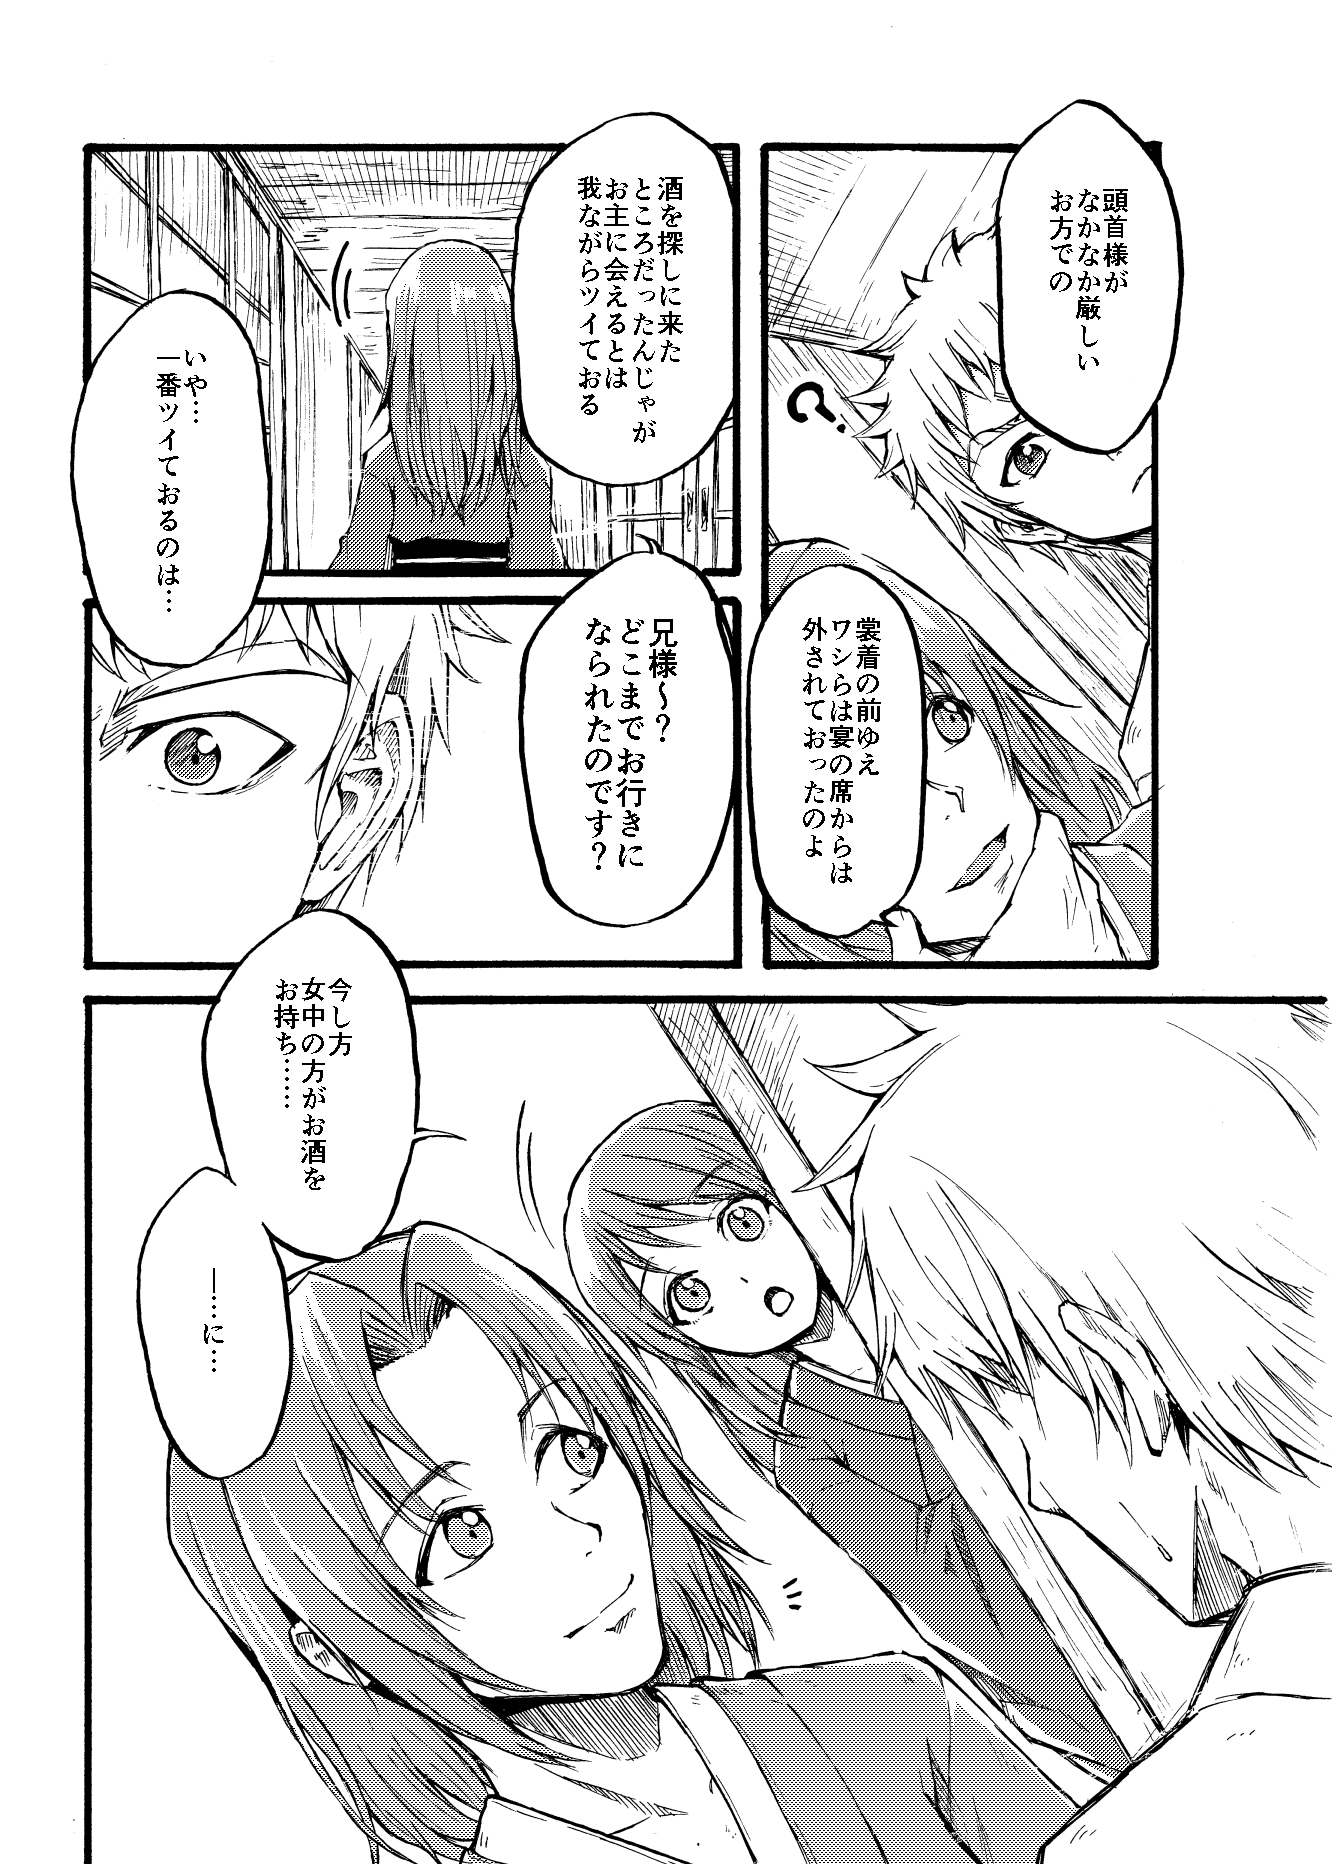 頭首様が
なかなか厳しい
お方での
裳着の前ゆえ
ワシらは宴の席からは
外されておったのよ
酒を探しに来た
ところだったんじゃが
お主に会えるとは
我ながらツイておる
いや…
一番ツイておるのは…
兄様～？
どこまでお行きに
なられたのです？
今し方
女中の方がお酒を
お持ち……
―…に…